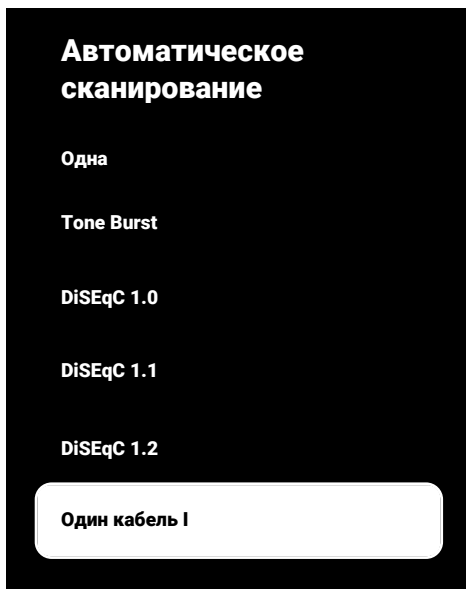 Автоматическое
сканирование
Одна
Tone Burst
DiSEqC 1.0
DiSEqC 1.1
DiSEqC 1.2
Один кабель I